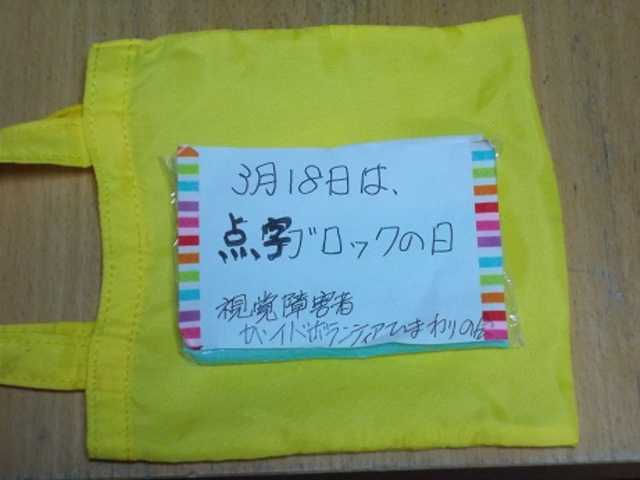 3月18日は、
点字ブロックの日
視覚障害者
ガイドボランティアひまわりの会